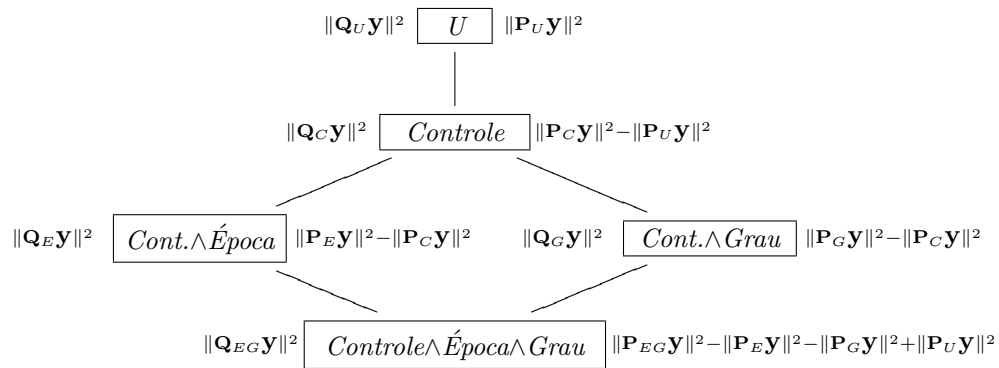 ‖Q_U y‖² U ‖P_U y‖²
‖Q_C y‖² Controle ‖P_C y‖²−‖P_U y‖²
‖Q_E y‖² Cont.∧Época ‖P_E y‖²−‖P_C y‖² ‖Q_G y‖² Cont.∧Grau ‖P_G y‖²−‖P_C y‖²
‖Q_EG y‖² Controle∧Época∧Grau ‖P_EG y‖²−‖P_E y‖²−‖P_G y‖²+‖P_U y‖²